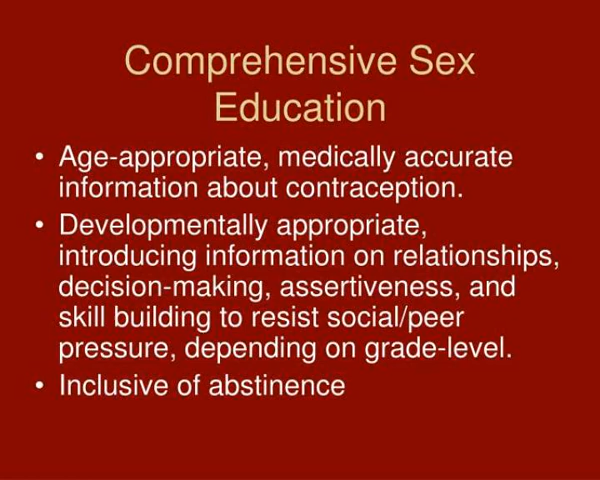 Comprehensive Sex
Education
• Age-appropriate, medically accurate
information about contraception.
• Developmentally appropriate,
introducing information on relationships,
decision-making, assertiveness, and
skill building to resist social/peer
pressure, depending on grade-level.
• Inclusive of abstinence